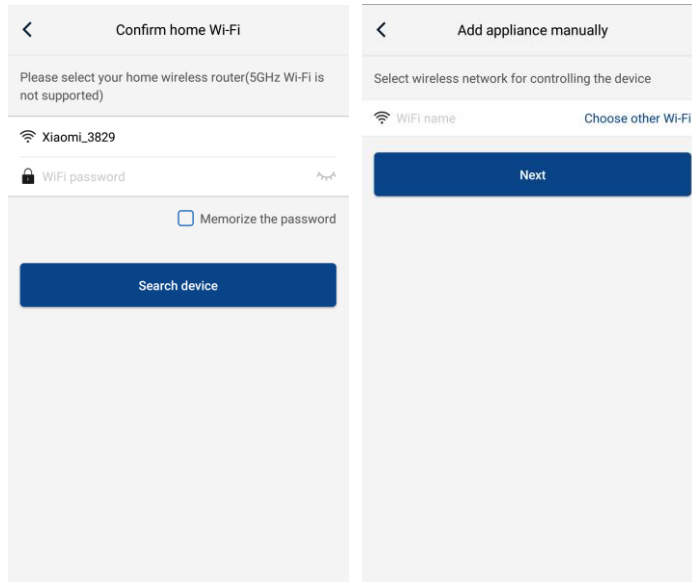 Confirm home Wi-Fi
Please select your home wireless router(5GHz Wi-Fi is
not supported)
Xiaomi_3829
WiFi password
Memorize the password
Search device
Add appliance manually
Select wireless network for controlling the device
WiFi name
Choose other Wi-Fi
Next